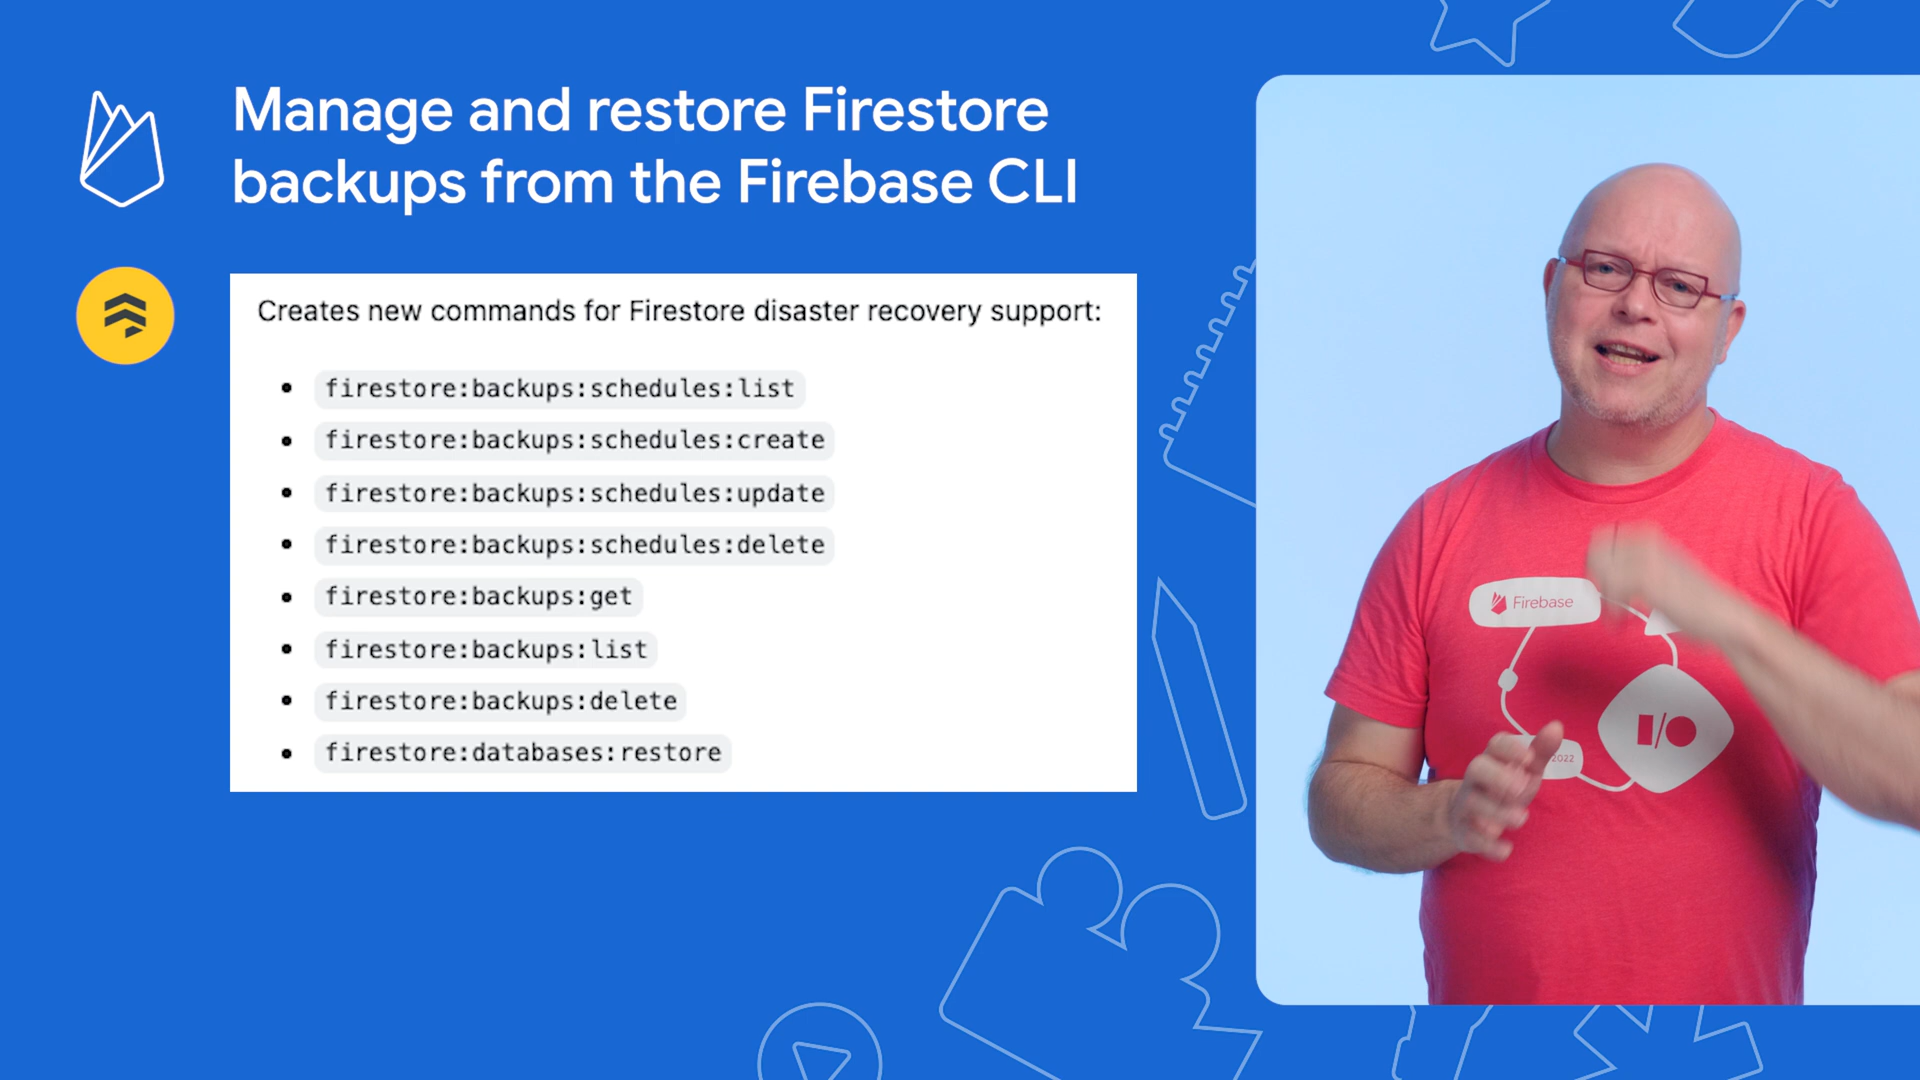 Manage and restore Firestore
backups from the Firebase CLI
Creates new commands for Firestore disaster recovery support:
firestore:backups:schedules:list
firestore:backups:schedules:create
firestore:backups:schedules:update
firestore:backups:schedules:delete
firestore:backups:get
firestore:backups:list
firestore:backups:delete
firestore:databases:restore
Firebase
I/O
2022